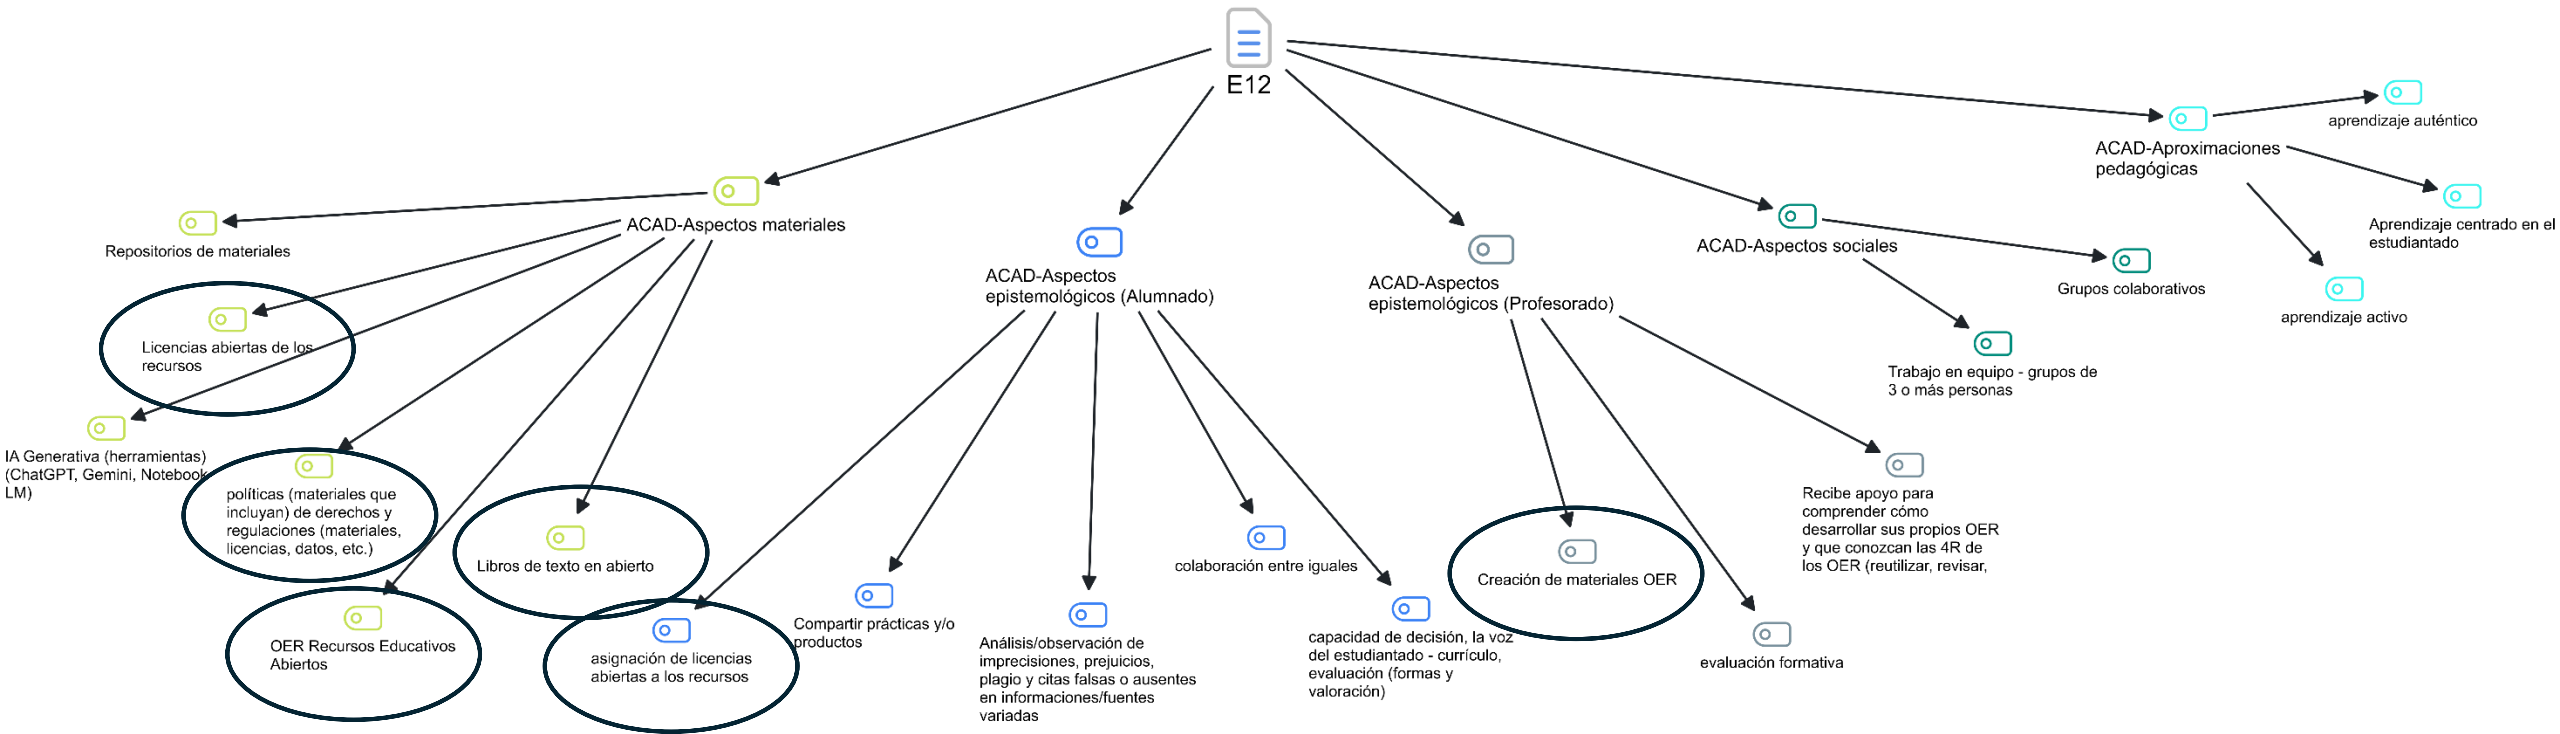 E12
ACAD-Aspectos materiales
Repositorios de materiales
Licencias abiertas de los
recursos
IA Generativa (herramientas)
(ChatGPT, Gemini, Notebook
LM)
políticas (materiales que
incluyan) de derechos y
regulaciones (materiales,
licencias, datos, etc.)
OER Recursos Educativos
Abiertos
Libros de texto en abierto
ACAD-Aspectos
epistemológicos (Alumnado)
asignación de licencias
abiertas a los recursos
Compartir prácticas y/o
productos
Análisis/observación de
imprecisiones, prejuicios,
plagio y citas falsas o ausentes
en informaciones/fuentes
variadas
colaboración entre iguales
capacidad de decisión, la voz
del estudiantado - currículo,
evaluación (formas y
valoración)
ACAD-Aspectos
epistemológicos (Profesorado)
Creación de materiales OER
evaluación formativa
Recibe apoyo para
comprender cómo
desarrollar sus propios OER
y que conozcan las 4R de
los OER (reutilizar, revisar,
ACAD-Aspectos sociales
Grupos colaborativos
Trabajo en equipo - grupos de
3 o más personas
ACAD-Aproximaciones
pedagógicas
aprendizaje auténtico
Aprendizaje centrado en el
estudiantado
aprendizaje activo